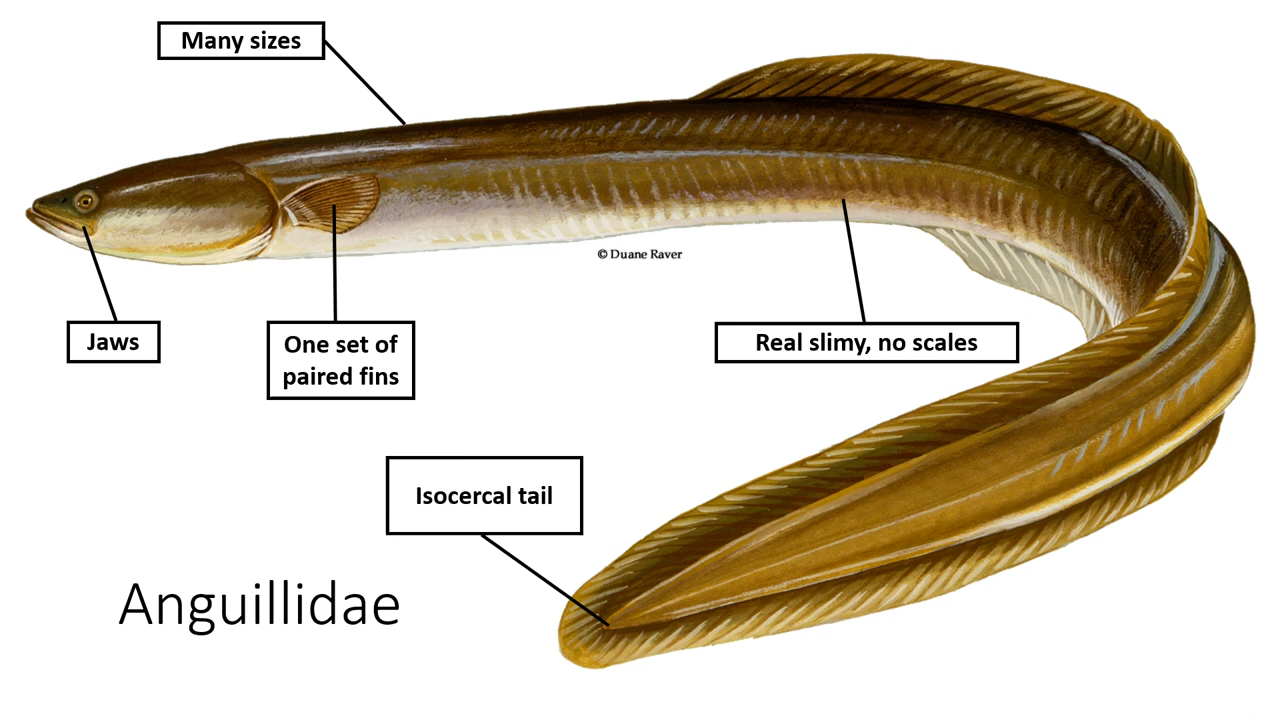 Many sizes
© Duane Raver
Jaws
One set of
paired fins
Real slimy, no scales
Isocercal tail
Anguillidae